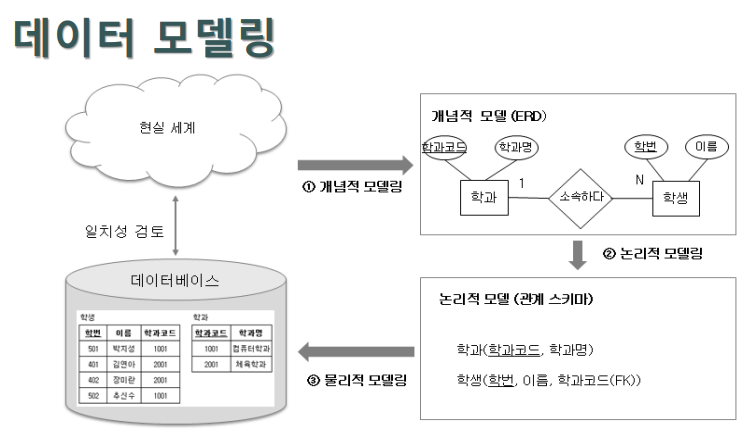 데이터 모델링
현실 세계
① 개념적 모델링
개념적 모델 (ERD)
학과코드 학과명 학번 이름
학과 1 소속하다 N 학생
② 논리적 모델링
논리적 모델 (관계 스키마)
학과(학과코드, 학과명)
학생(학번, 이름, 학과코드(FK))
③ 물리적 모델링
일치성 검토
데이터베이스
학생
학번 이름 학과코드
501 박지성 1001
401 김연아 2001
402 장미란 2001
502 추신수 1001
학과
학과코드 학과명
1001 컴퓨터학과
2001 체육학과